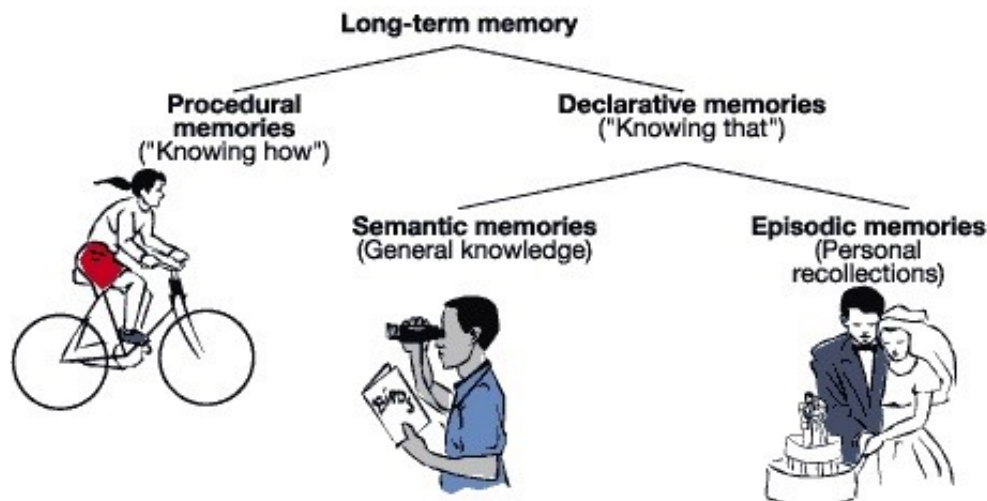 Long-term memory
Procedural
memories
("Knowing how")
Declarative memories
("Knowing that")
Semantic memories
(General knowledge)
Episodic memories
(Personal
recollections)
Birds